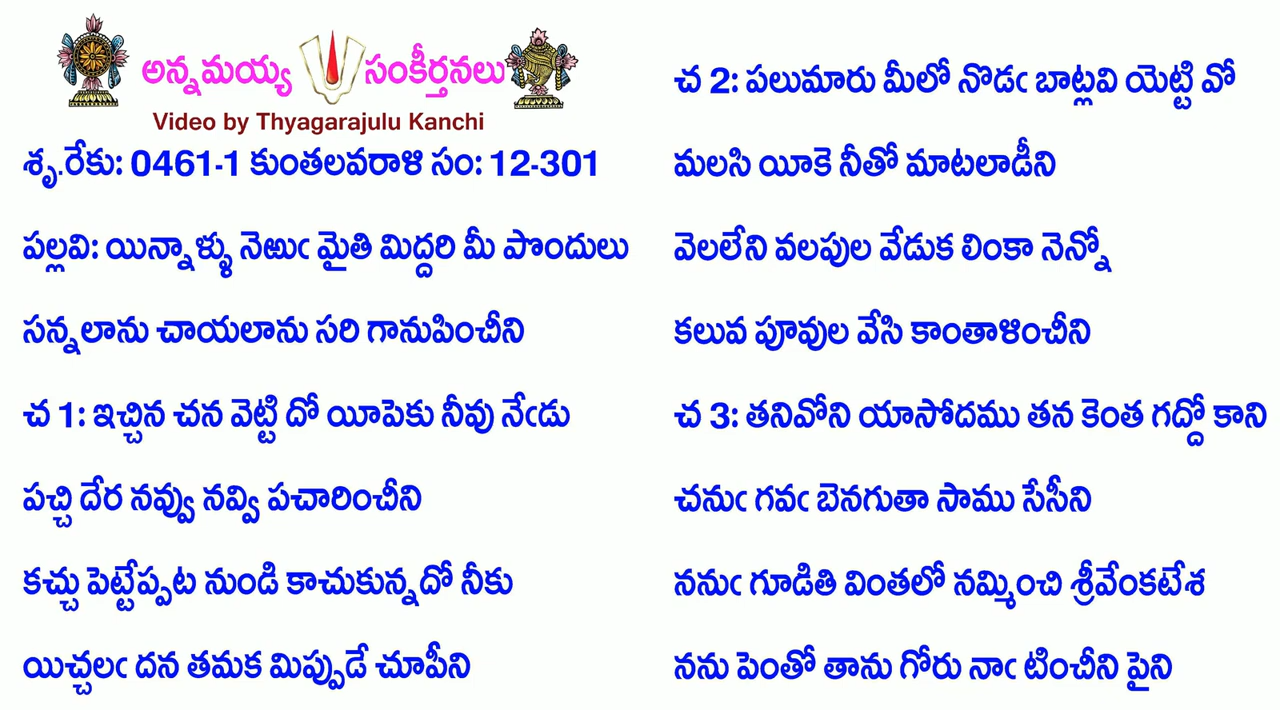 అన్నమయ్య సంకీర్తనలు
Video by Thyagarajulu Kanchi
శృ.రేకు: 0461-1 కుంతలవరాళి సం: 12-301
పల్లవి: యిన్నాళ్ళు నెఱుఁ మైతి మిద్దరి మీ పొందులు
సన్నలాను చాయలాను సరి గానుపించీని
చ 1: ఇచ్చిన చన వెట్టి దో యీపెకు నీవు నేఁడు
పచ్చి దేర నవ్వు నవ్వి పచారించీని
కచ్చు పెట్టేప్పట నుండి కాచుకున్నదో నీకు
యిచ్చలఁ దన తమక మిప్పుడే చూపీని
చ 2: పలుమారు మీలో నొడఁ బాట్లవి యెట్టి వో
మలసి యీకె నీతో మాటలాడీని
వెలలేని వలపుల వేడుక లింకా నెన్నో
కలువ పూవుల వేసి కాంతాళించీని
చ 3: తనివోని యాసోదము తన కెంత గద్దో కాని
చనుఁ గవఁ బెనగుతా సాము సేసీని
ననుఁ గూడితి వింతలో నమ్మించి శ్రీవేంకటేశ
నను పెంతో తాను గోరు నాఁ టించీని పైని